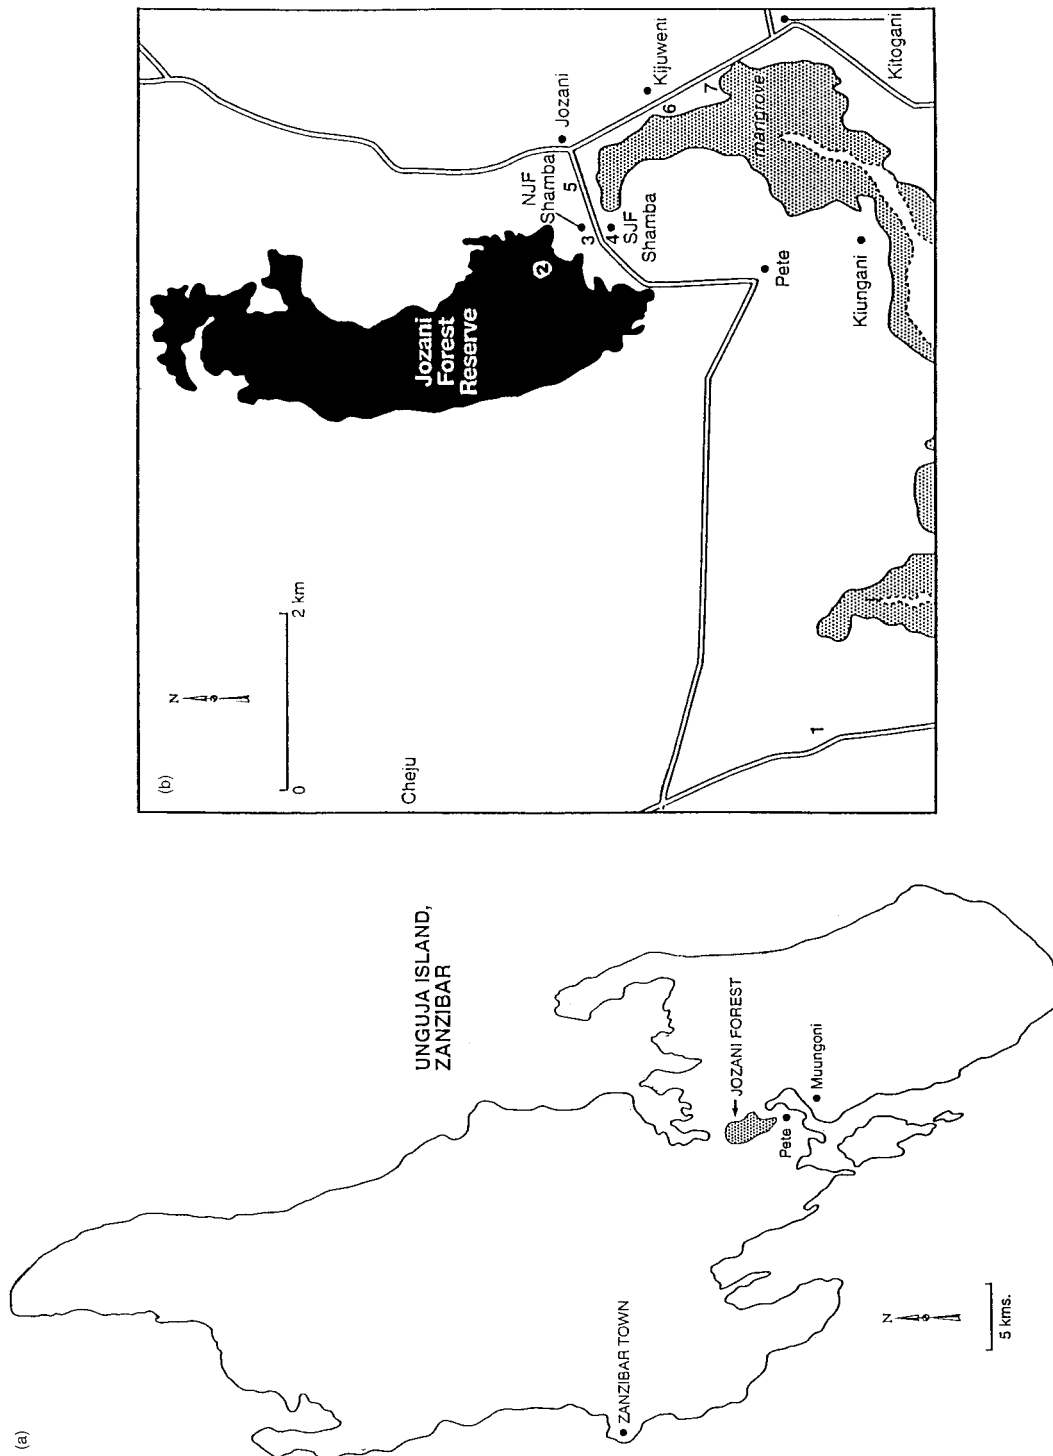 (a)
UNGUJA ISLAND,
ZANZIBAR
ZANZIBAR TOWN
JOZANI FOREST
Pete
Muungoni
N
5 kms.
(b)
N
0
2 km
Cheju
Jozani
Forest
Reserve
2
NJF
Shamba
3
5
4
SJF
Shamba
Jozani
Kijuweni
6
7
mangrove
Pete
Kiungani
Kitogani
1